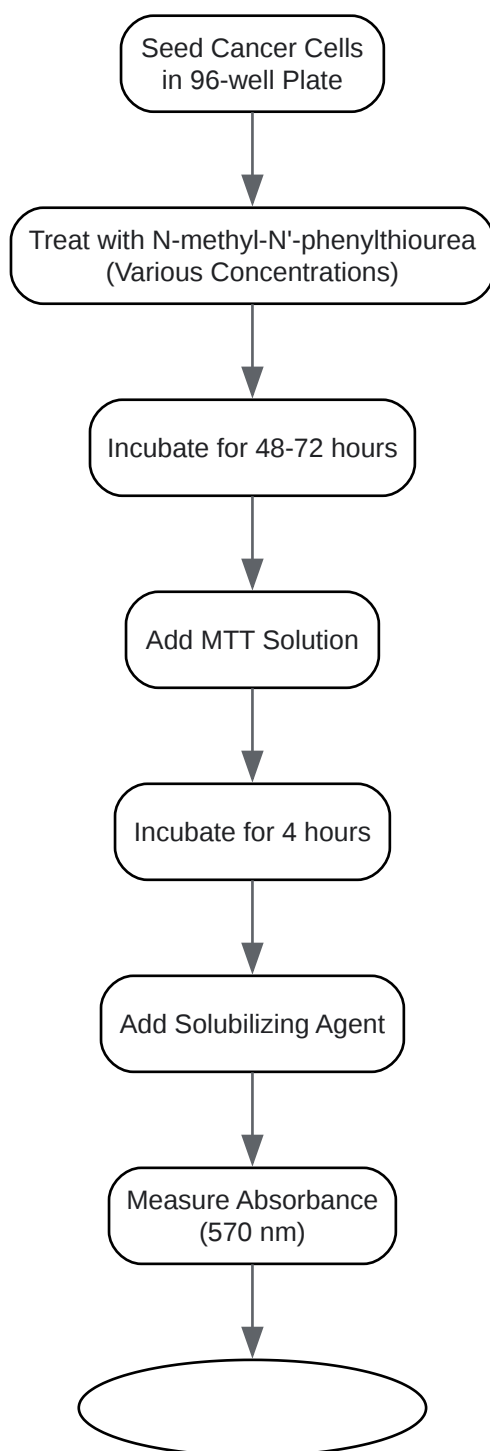 Seed Cancer Cells
in 96-well Plate
Treat with N-methyl-N'-phenylthiourea
(Various Concentrations)
Incubate for 48-72 hours
Add MTT Solution
Incubate for 4 hours
Add Solubilizing Agent
Measure Absorbance
(570 nm)